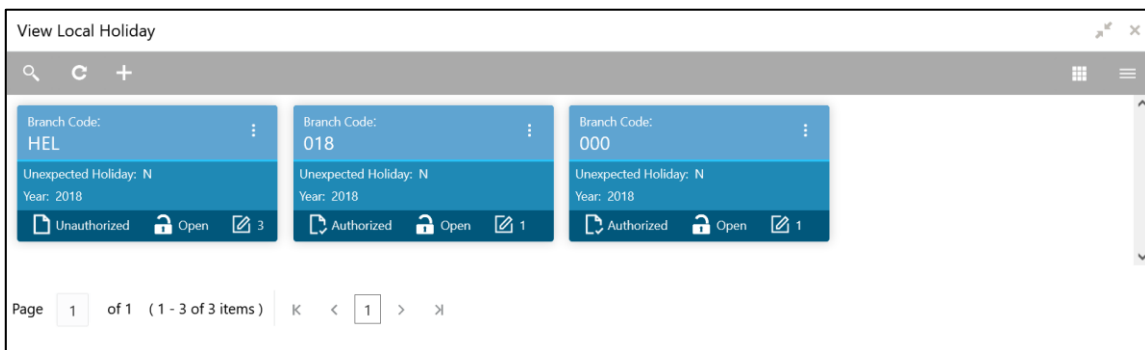 View Local Holiday
Branch Code:
HEL
Unexpected Holiday: N
Year: 2018
Unauthorized Open 3
Branch Code:
018
Unexpected Holiday: N
Year: 2018
Authorized Open 1
Branch Code:
000
Unexpected Holiday: N
Year: 2018
Authorized Open 1
Page 1 of 1 ( 1 - 3 of 3 items ) 1